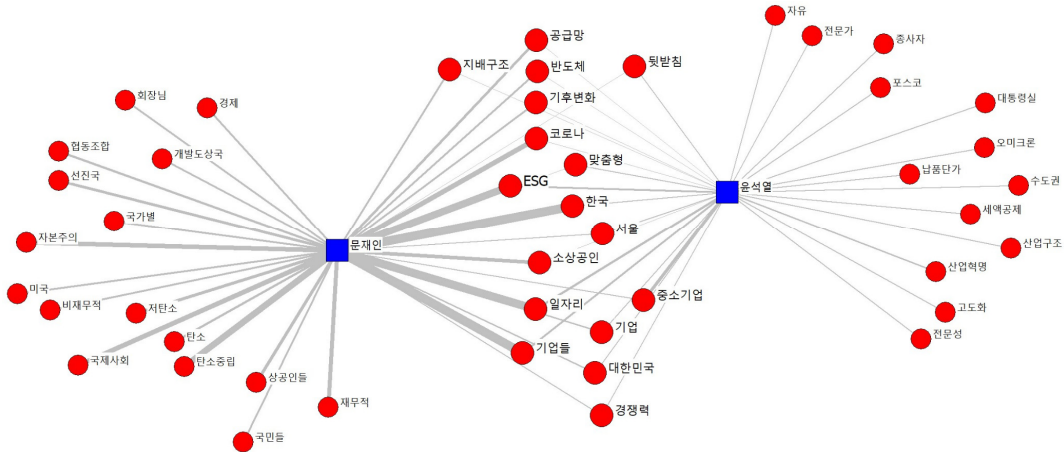 자유
전문가
공급망
종사자
지배구조
반도체
뒷받침
포스코
회장님
경제
기후변화
대통령실
코로나
협동조합
개발도상국
맞춤형
오미크론
선진국
ESG
납품단가
수도권
윤석열
한국
세액공제
국가별
서울
자본주의
문재인
소상공인
산업구조
산업혁명
미국
비재무적
저탄소
일자리
중소기업
고도화
탄소
기업
전문성
국제사회
탄소중립
기업들
대한민국
상공인들
재무적
경쟁력
국민들